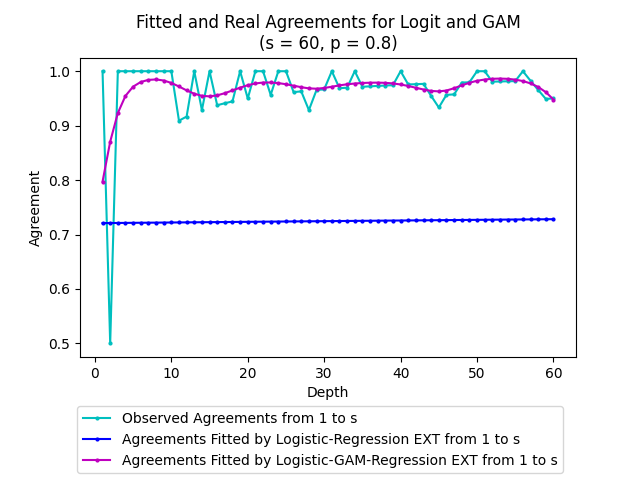 Fitted and Real Agreements for Logit and GAM
(s = 60, p = 0.8)
1.0
0.9
0.8
0.7
0.6
0.5
Agreement
0 10 20 30 40 50 60
Depth
Observed Agreements from 1 to s
Agreements Fitted by Logistic-Regression EXT from 1 to s
Agreements Fitted by Logistic-GAM-Regression EXT from 1 to s